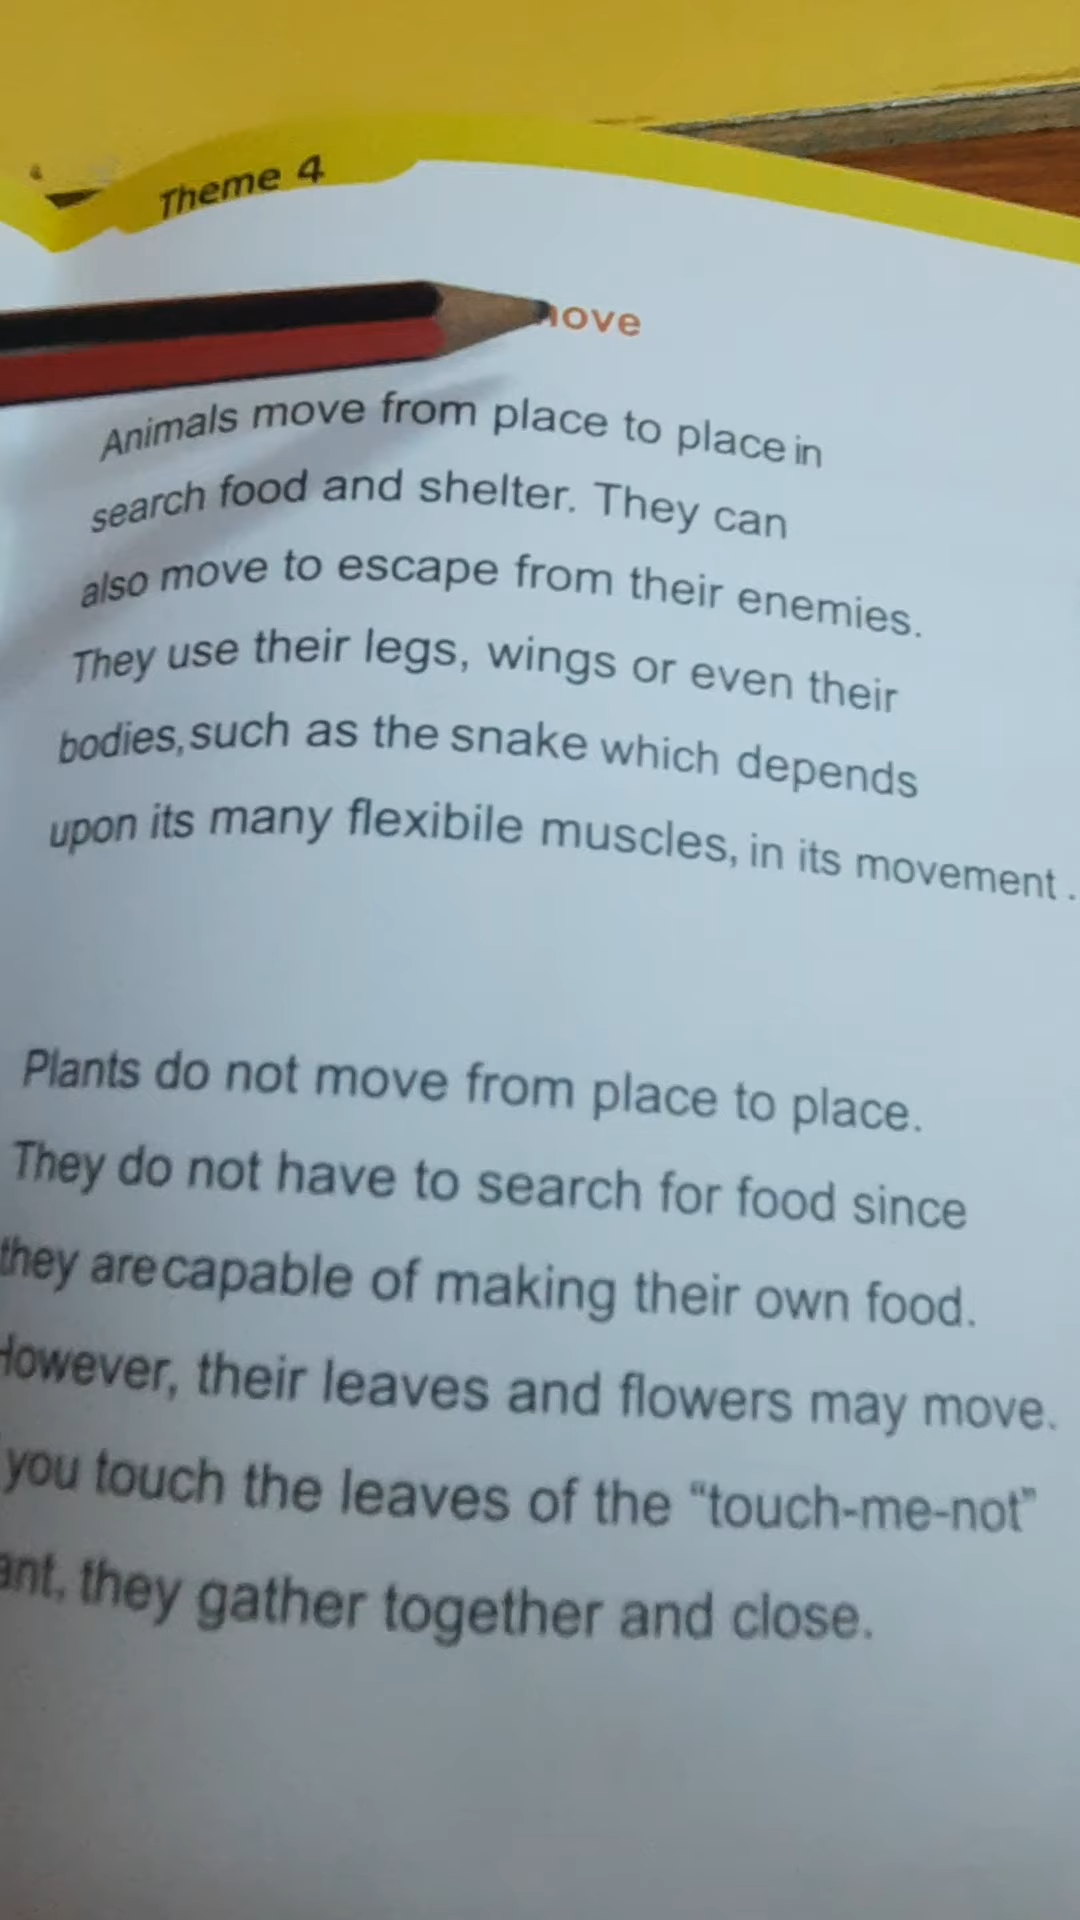 Theme 4
move
Animals move from place to place in
search food and shelter. They can
also move to escape from their enemies.
They use their legs, wings or even their
bodies, such as the snake which depends
upon its many flexibile muscles, in its movement .
Plants do not move from place to place.
They do not have to search for food since
they are capable of making their own food.
However, their leaves and flowers may move.
you touch the leaves of the “touch-me-not”
they gather together and close.